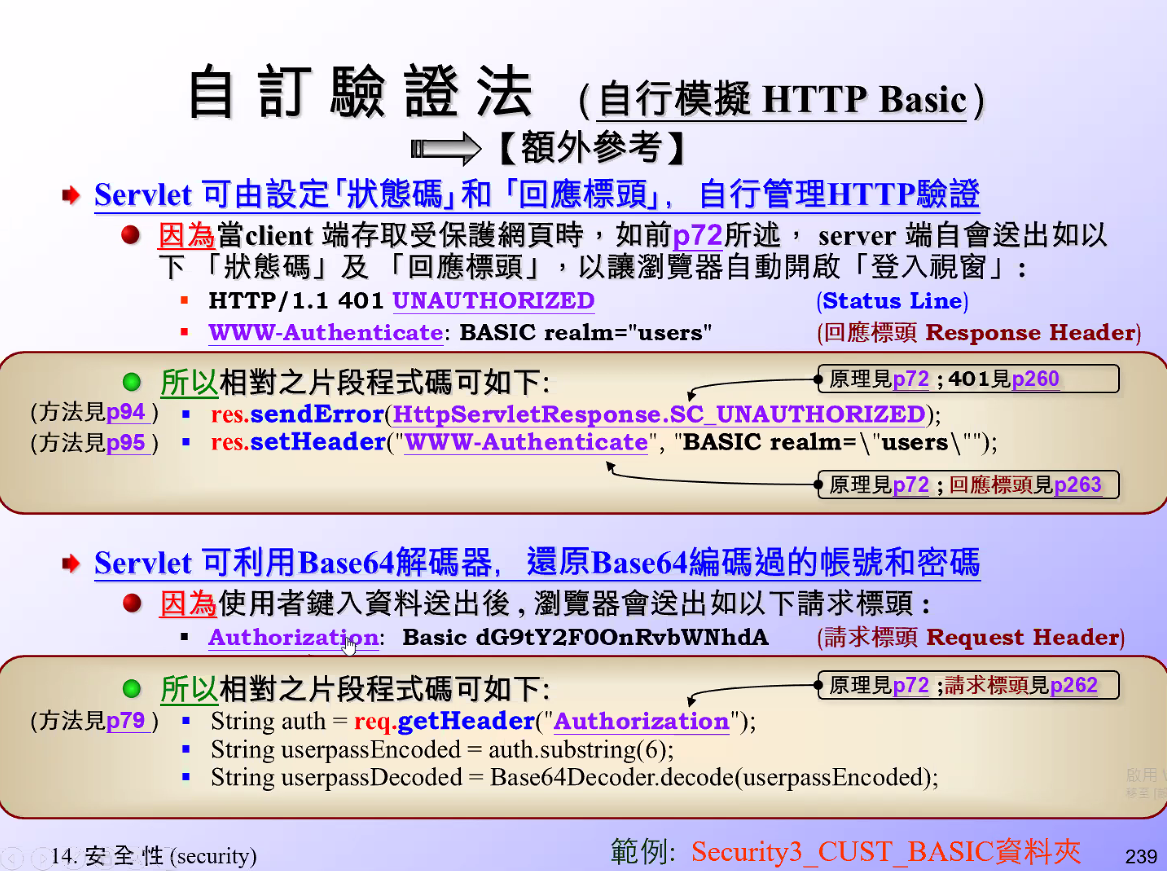 自 訂 驗 證 法 (自行模擬 HTTP Basic)
【額外參考】
Servlet 可由設定「狀態碼」和「回應標頭」, 自行管理HTTP驗證
因為當client 端存取受保護網頁時,如前p72所述, server 端自會送出如以
下 「狀態碼」及 「回應標頭」,以讓瀏覽器自動開啟「登入視窗」:
HTTP/1.1 401 UNAUTHORIZED (Status Line)
WWW-Authenticate: BASIC realm="users" (回應標頭 Response Header)
所以相對之片段程式碼可如下: 原理見p72 ; 401見p260
(方法見p94 ) res.sendError(HttpServletResponse.SC_UNAUTHORIZED);
(方法見p95 ) res.setHeader("WWW-Authenticate", "BASIC realm=\"users\"");
原理見p72 ; 回應標頭見p263
Servlet 可利用Base64解碼器, 還原Base64編碼過的帳號和密碼
因為使用者鍵入資料送出後 , 瀏覽器會送出如以下請求標頭 :
Authorization: Basic dG9tY2F0OnRvbWNhdA (請求標頭 Request Header)
所以相對之片段程式碼可如下: 原理見p72 ;請求標頭見p262
(方法見p79 ) String auth = req.getHeader("Authorization");
String userpassEncoded = auth.substring(6);
String userpassDecoded = Base64Decoder.decode(userpassEncoded);
啟用
14. 安 全 性 (security) 範例: Security3_CUST_BASIC資料夾 239